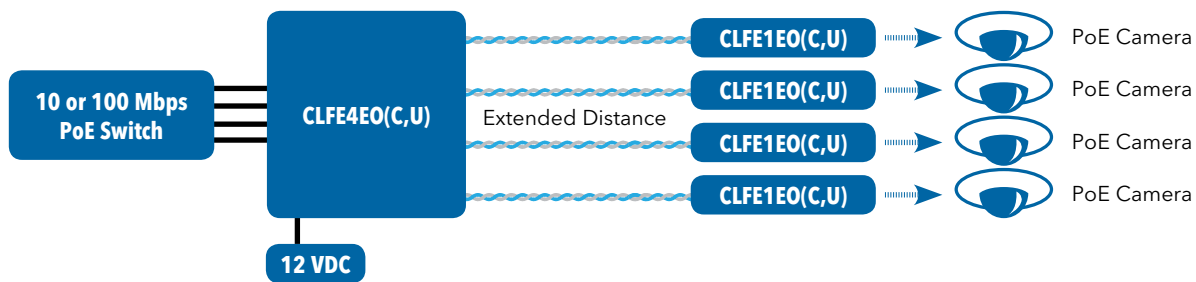 10 or 100 Mbps
PoE Switch
CLFE4EO(C,U)
12 VDC
Extended Distance
CLFE1EO(C,U)
PoE Camera
CLFE1EO(C,U)
PoE Camera
CLFE1EO(C,U)
PoE Camera
CLFE1EO(C,U)
PoE Camera